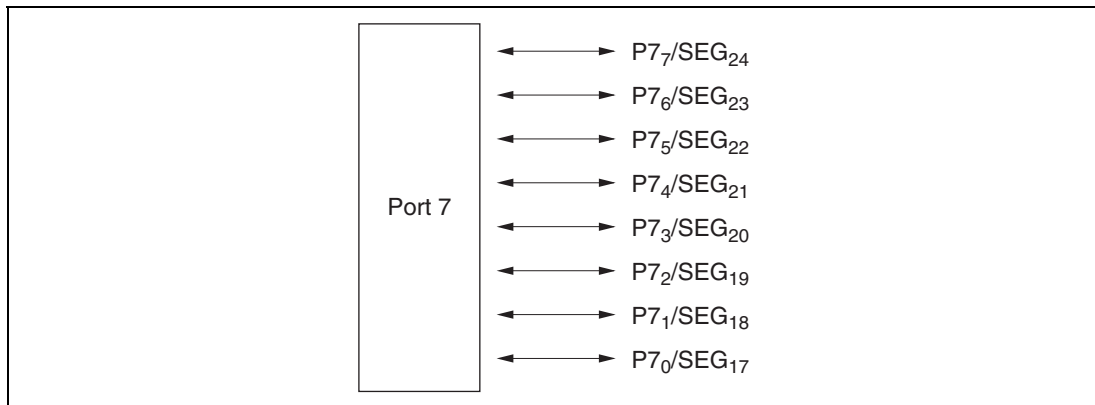 Port 7
P7₇/SEG₂₄
P7₆/SEG₂₃
P7₅/SEG₂₂
P7₄/SEG₂₁
P7₃/SEG₂₀
P7₂/SEG₁₉
P7₁/SEG₁₈
P7₀/SEG₁₇